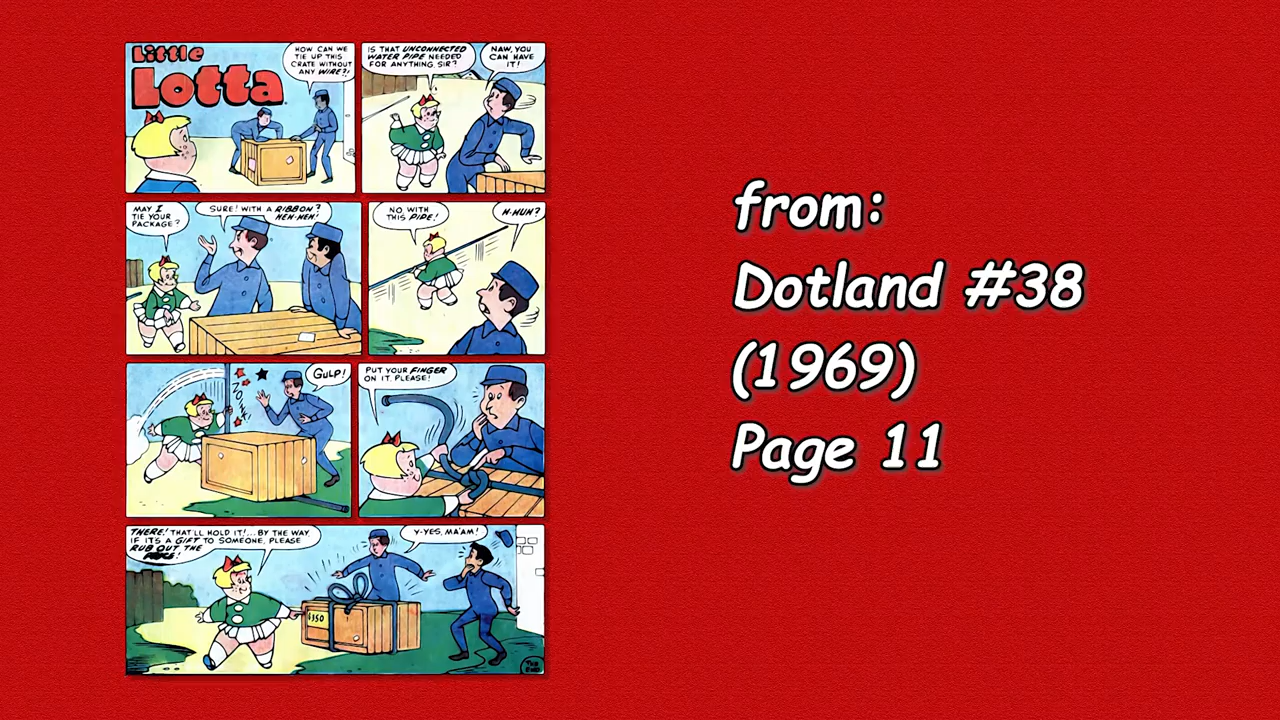 Little
Lotta
HOW CAN WE
TIE UP THIS
CRATE WITHOUT
ANY WIRE?!
IS THAT UNCONNECTED
WATER PIPE NEEDED
FOR ANYTHING, SIR?
NAW, YOU
CAN HAVE
IT!
MAY I
TIE YOUR
PACKAGE?
SURE! WITH A RIBBON?
HEH-HEH!
NO WITH
THIS PIPE!
H-HUH?
GULP!
PUT YOUR FINGER
ON IT, PLEASE!
THERE! THAT'LL HOLD IT!...BY THE WAY,
IF IT'S A GIFT TO SOMEONE, PLEASE
RUB OUT THE
PRICE!
Y-YES, MA'AM!
$350
THE
END
from:
Dotland #38
(1969)
Page 11